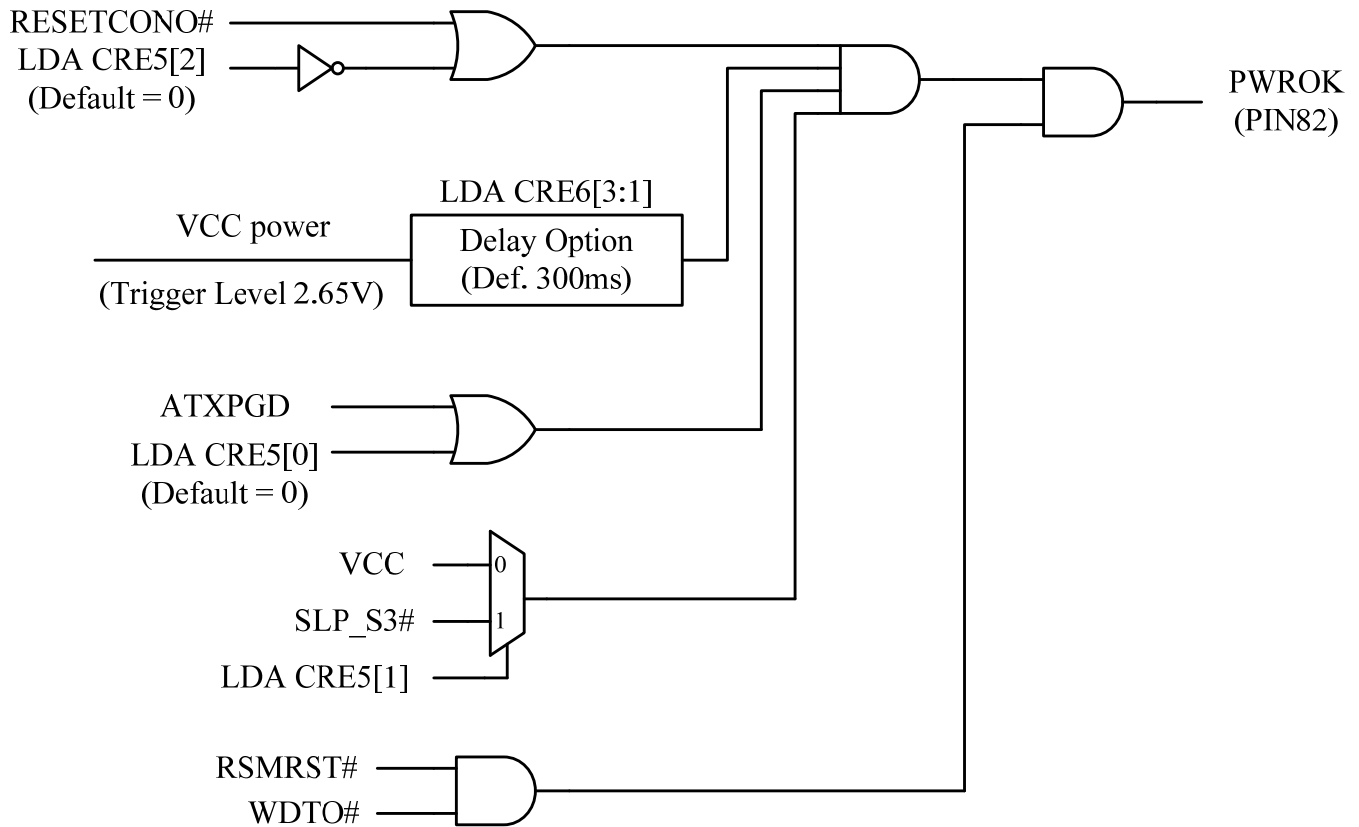 RESETCONO#
LDA CRE5[2]
(Default = 0)
PWROK
(PIN82)
LDA CRE6[3:1]
VCC power
Delay Option
(Def. 300ms)
(Trigger Level 2.65V)
ATXPGD
LDA CRE5[0]
(Default = 0)
VCC
0
SLP_S3#
1
LDA CRE5[1]
RSMRST#
WDTO#